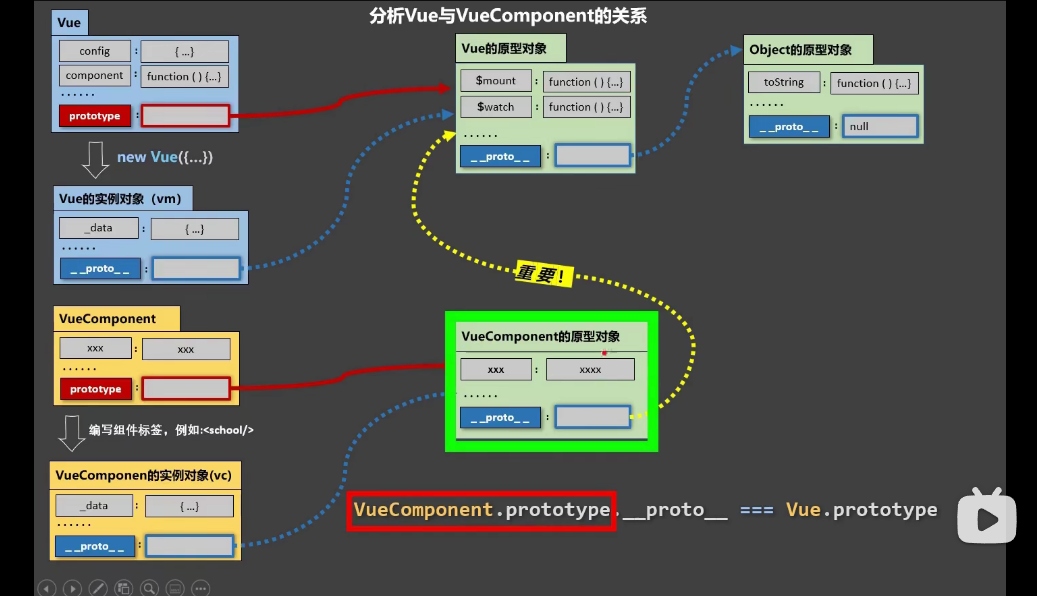 分析Vue与VueComponent的关系
Vue
config : { ...}
component : function ( ) {...}
......
prototype :
new Vue({...})
Vue的实例对象（vm）
_data : { ...}
......
__proto__ :
VueComponent
xxx : xxx
......
prototype :
编写组件标签，例如:<school/>
VueComponen的实例对象(vc)
_data : { ...}
......
__proto__ :
Vue的原型对象
$mount : function ( ) {...}
$watch : function ( ) {...}
......
__proto__ :
Object的原型对象
toString : function ( ) {...}
......
__proto__ : null
重要！
VueComponent的原型对象
xxx : xxxx
......
__proto__ :
VueComponent.prototype.__proto__ === Vue.prototype